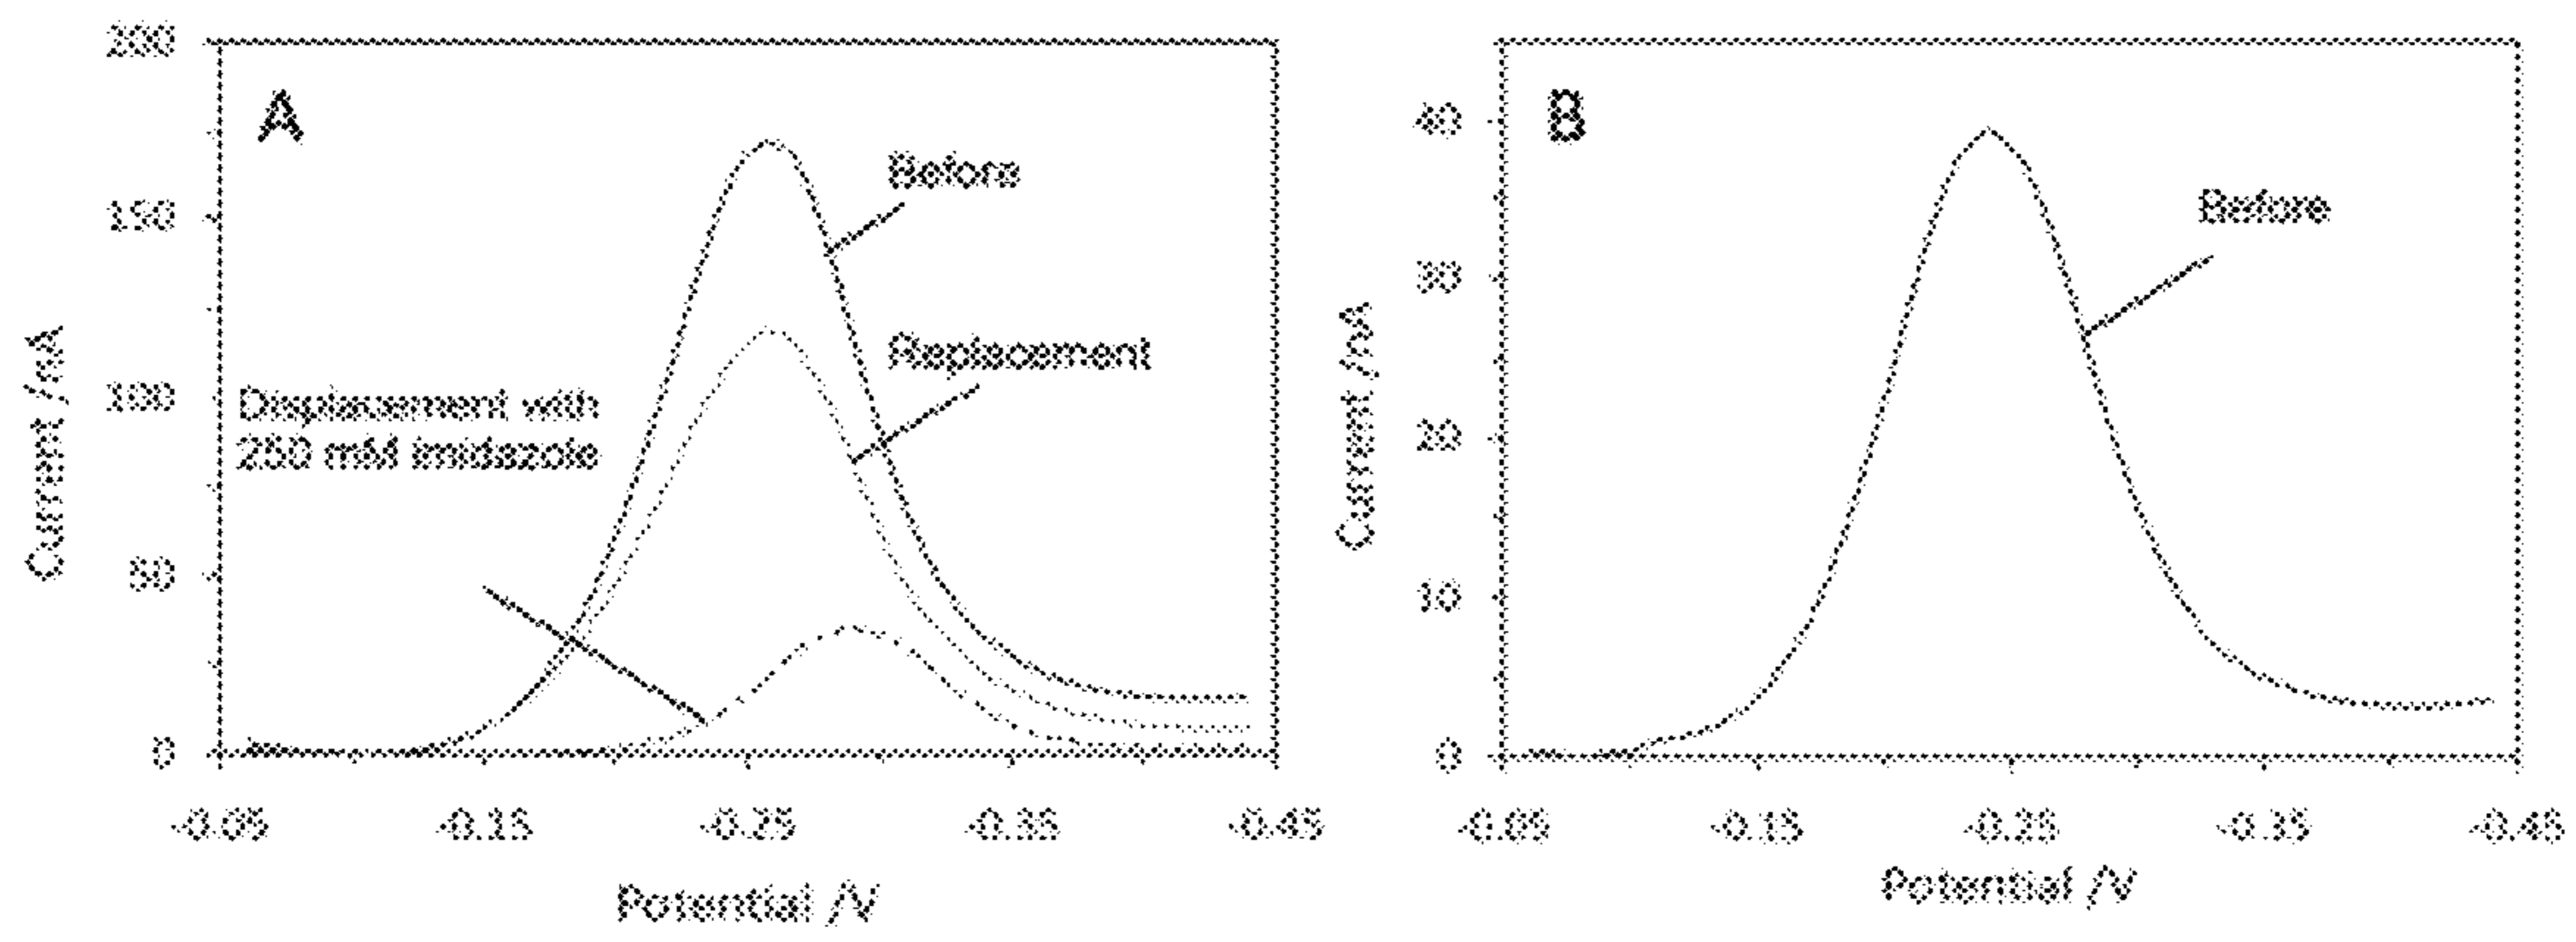 A
200
150
100
50
0
Current /nA
Before
Replacement
Displacement with
250 mM imidazole
-0.05
-0.15
-0.25
-0.35
-0.45
Potential /V
B
40
30
20
10
0
Current /nA
Before
-0.05
-0.15
-0.25
-0.35
-0.45
Potential /V